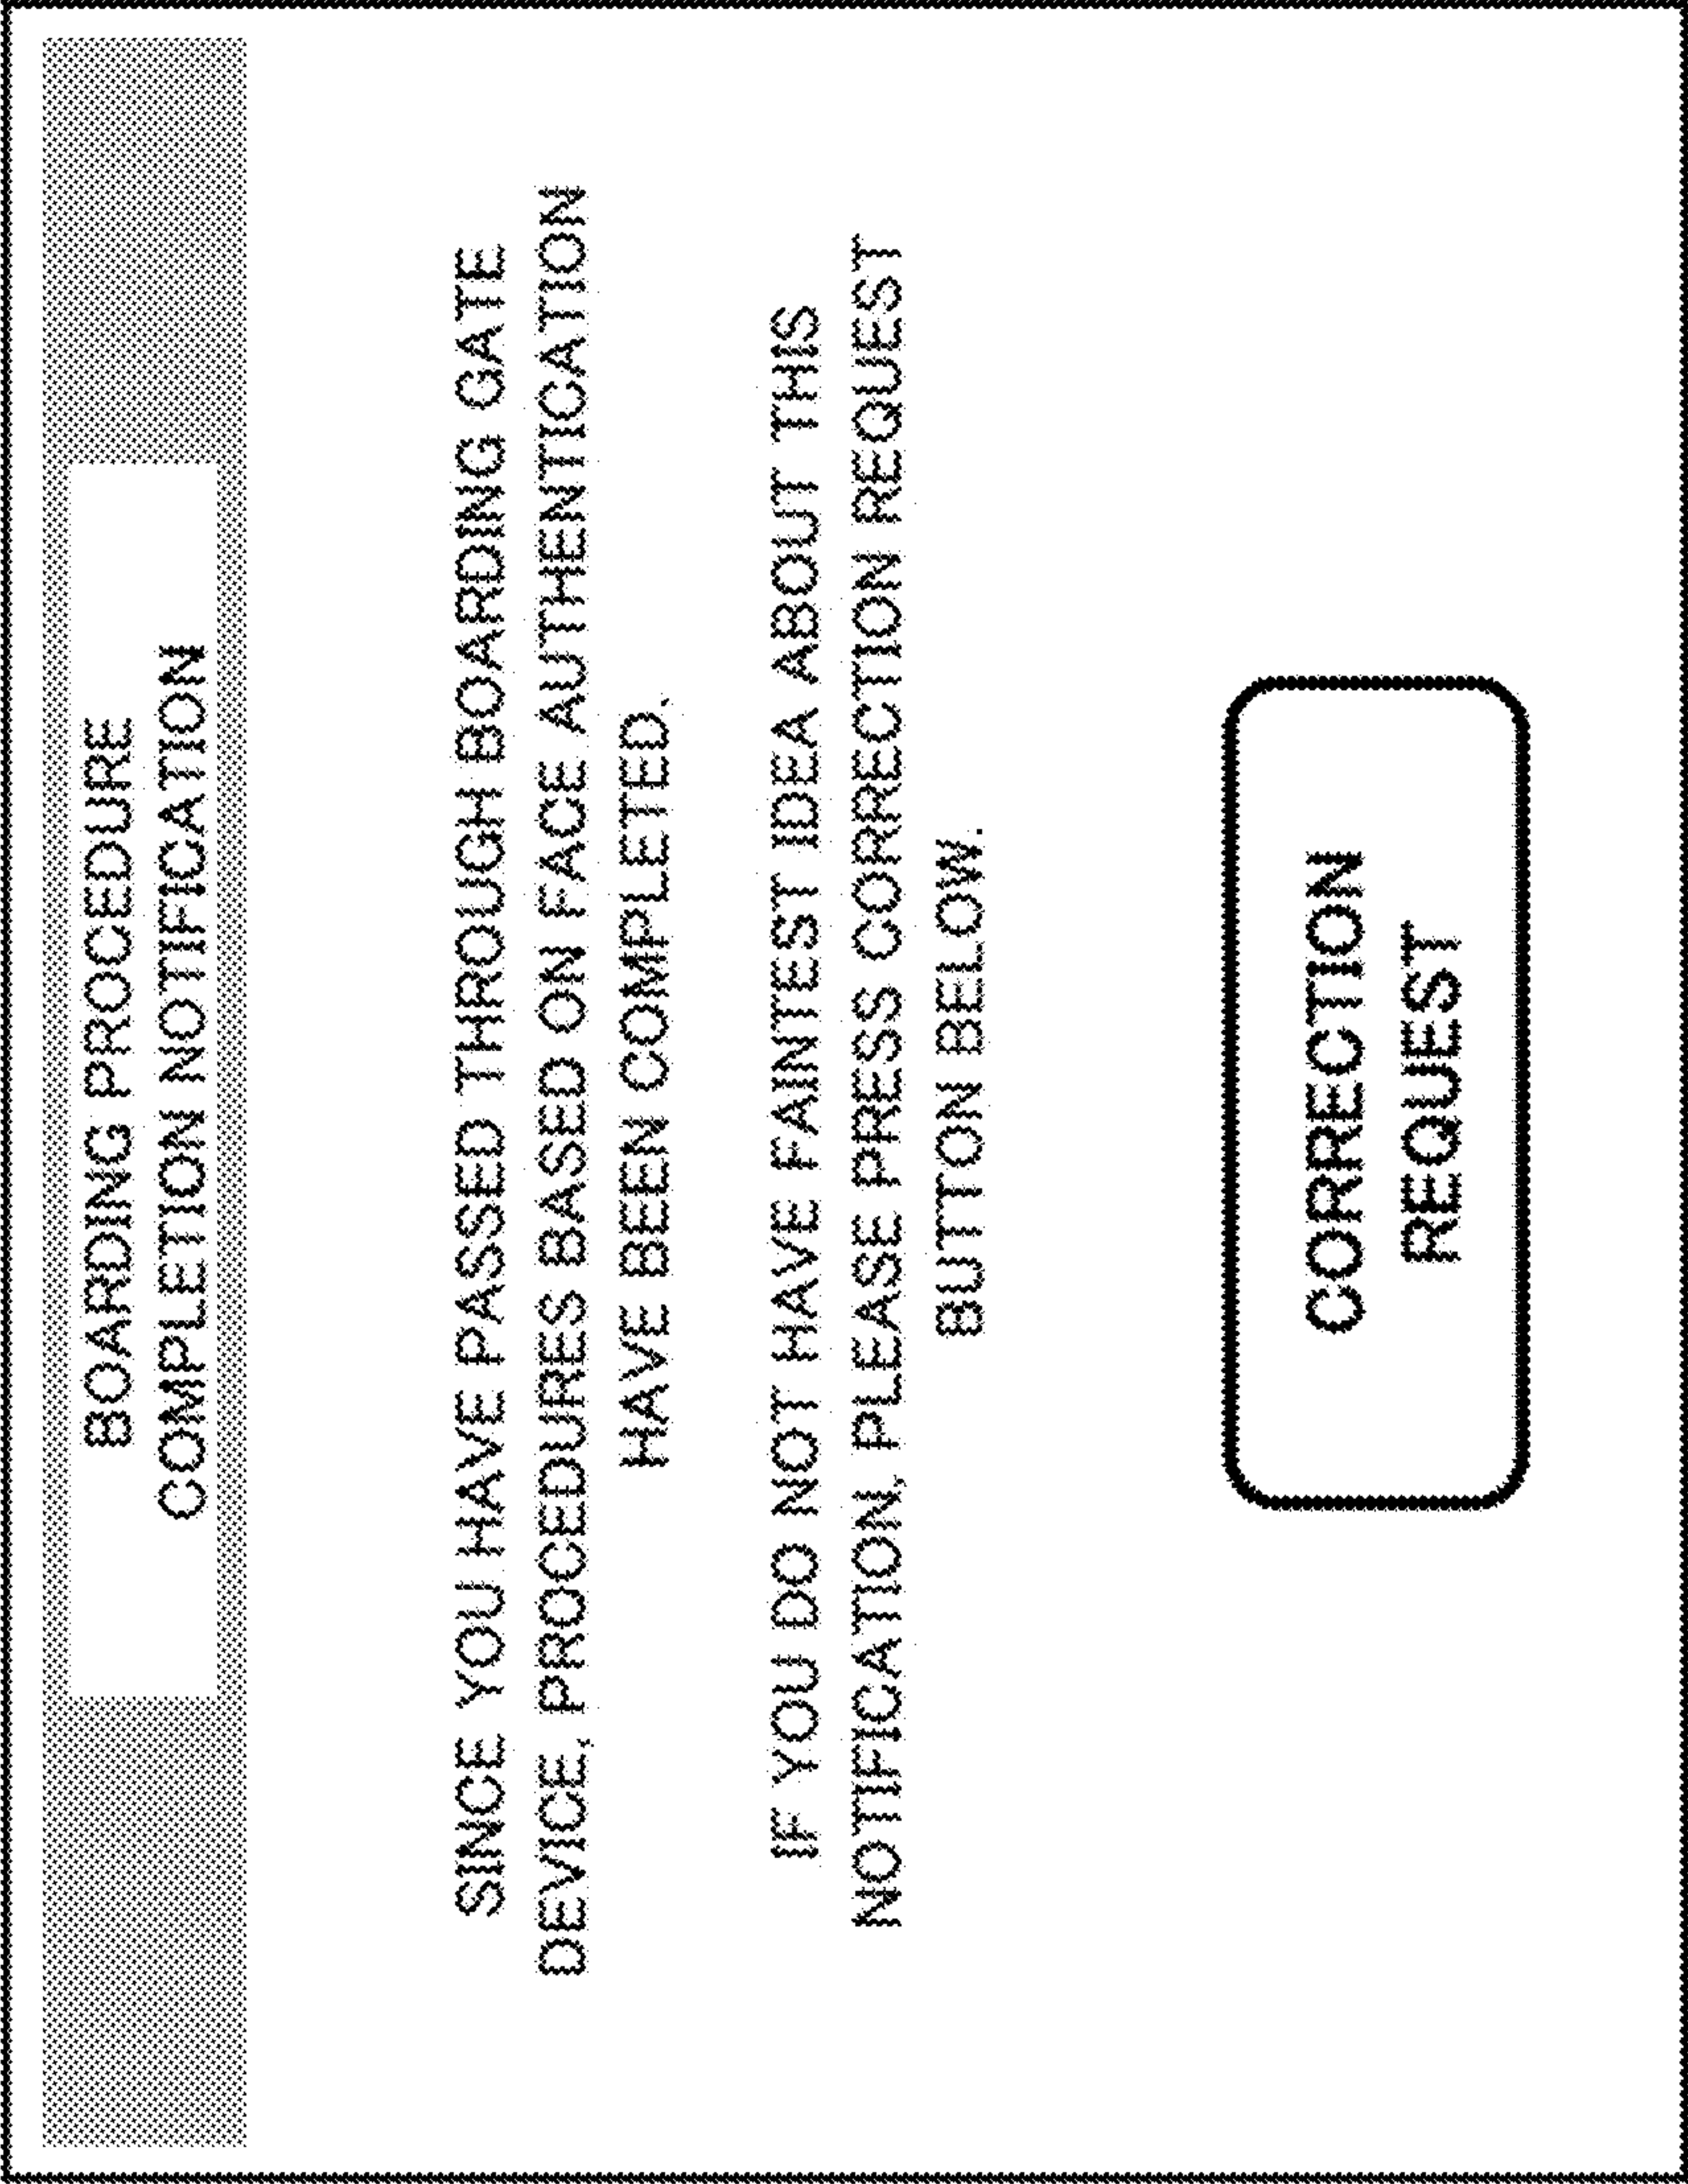 BOARDING PROCEDURE
COMPLETION NOTIFICATION
SINCE YOU HAVE PASSED THROUGH BOARDING GATE
DEVICE, PROCEDURES BASED ON FACE AUTHENTICATION
HAVE BEEN COMPLETED.
IF YOU DO NOT HAVE FAINTEST IDEA ABOUT THIS
NOTIFICATION, PLEASE PRESS CORRECTION REQUEST
BUTTON BELOW.
CORRECTION
REQUEST